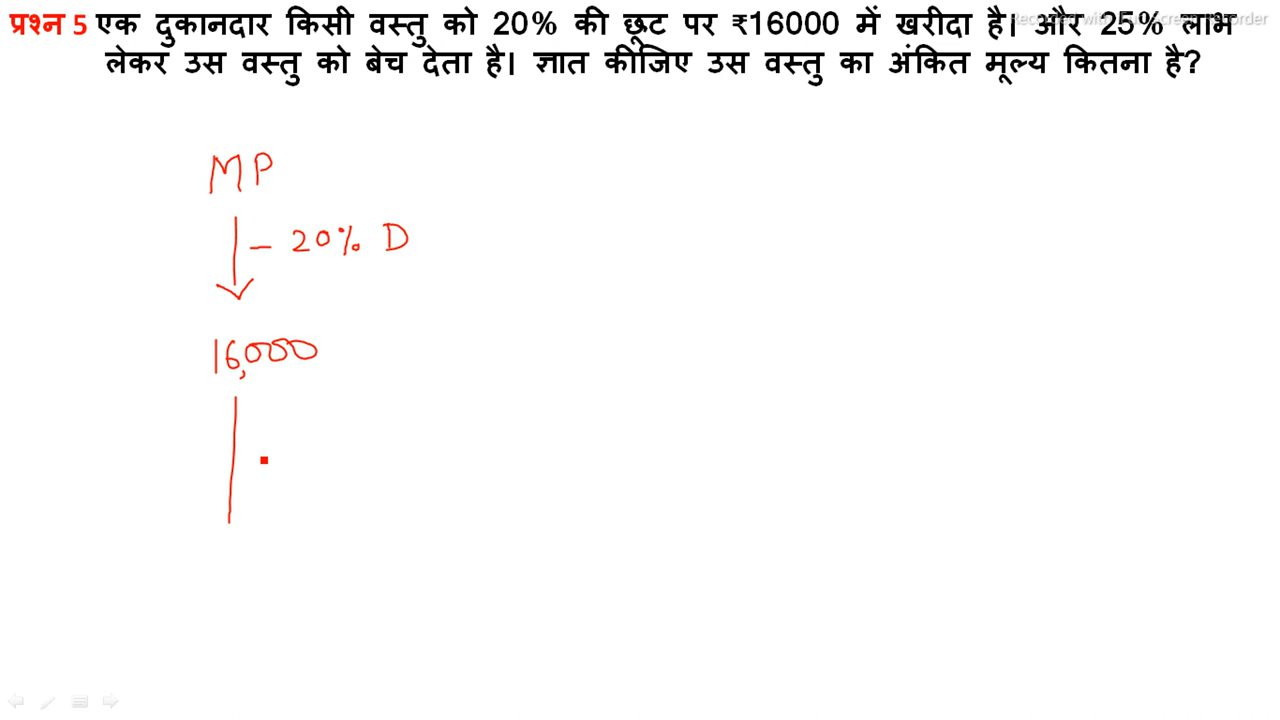 प्रश्न 5 एक दुकानदार किसी वस्तु को 20% की छूट पर ₹16000 में खरीदा है। और 25% लाभ
लेकर उस वस्तु को बेच देता है। ज्ञात कीजिए उस वस्तु का अंकित मूल्य कितना है?
MP
- 20% D
16,000